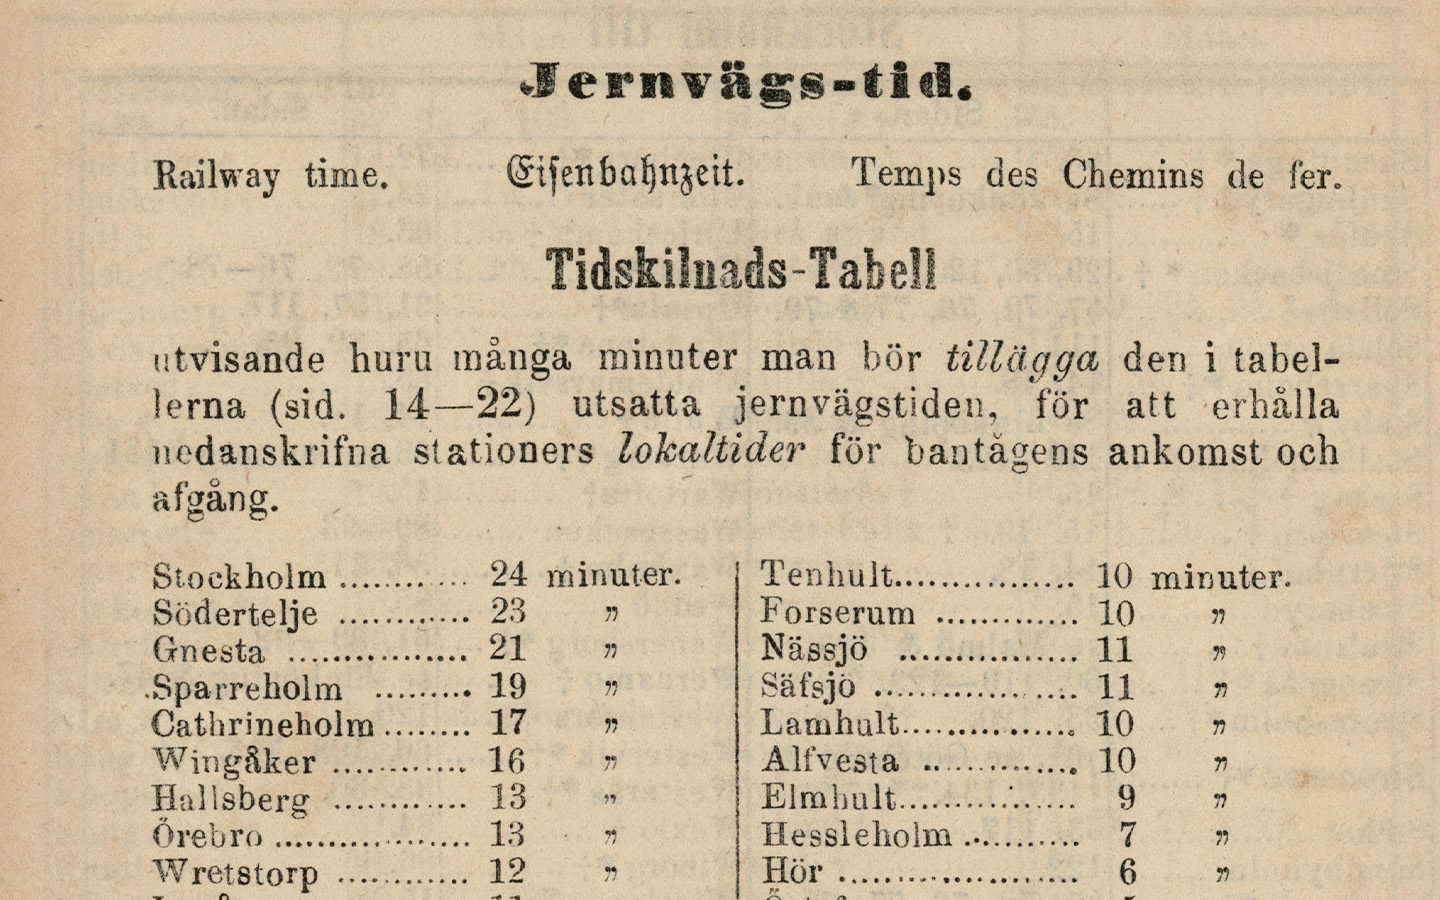 Jernvägs-tid.
Railway time. Eiſenbahnzeit. Temps des Chemins de fer.
Tidskilnads-Tabell
utvisande huru många minuter man bör tillägga den i tabel-
lerna (sid. 14—22) utsatta jernvägstiden, för att erhålla
nedanskrifna stationers lokaltider för bantågens ankomst och
afgång.
Stockholm ........... 24 minuter.
Södertelje ........... 23 „
Gnesta ............... 21 „
Sparreholm ......... 19 „
Cathrineholm ........ 17 „
Wingåker ............ 16 „
Hallsberg ............ 13 „
Örebro ................ 13 „
Wretstorp ............ 12 „
Tenhult................ 10 minuter.
Forserum ............. 10 „
Nässjö ................ 11 „
Säfsjö ................. 11 „
Lamhult............... 10 „
Alfvesta .............. 10 „
Elmhult................ 9 „
Hessleholm ........... 7 „
Hör ..................... 6 „